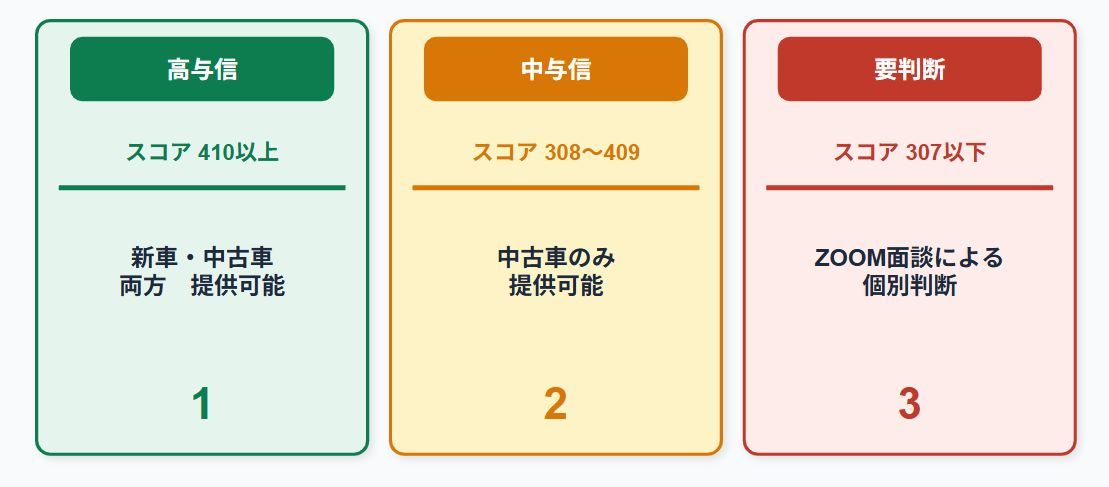 高与信
スコア 410以上
新車・中古車
両方　提供可能
1
中与信
スコア 308～409
中古車のみ
提供可能
2
要判断
スコア 307以下
ZOOM面談による
個別判断
3